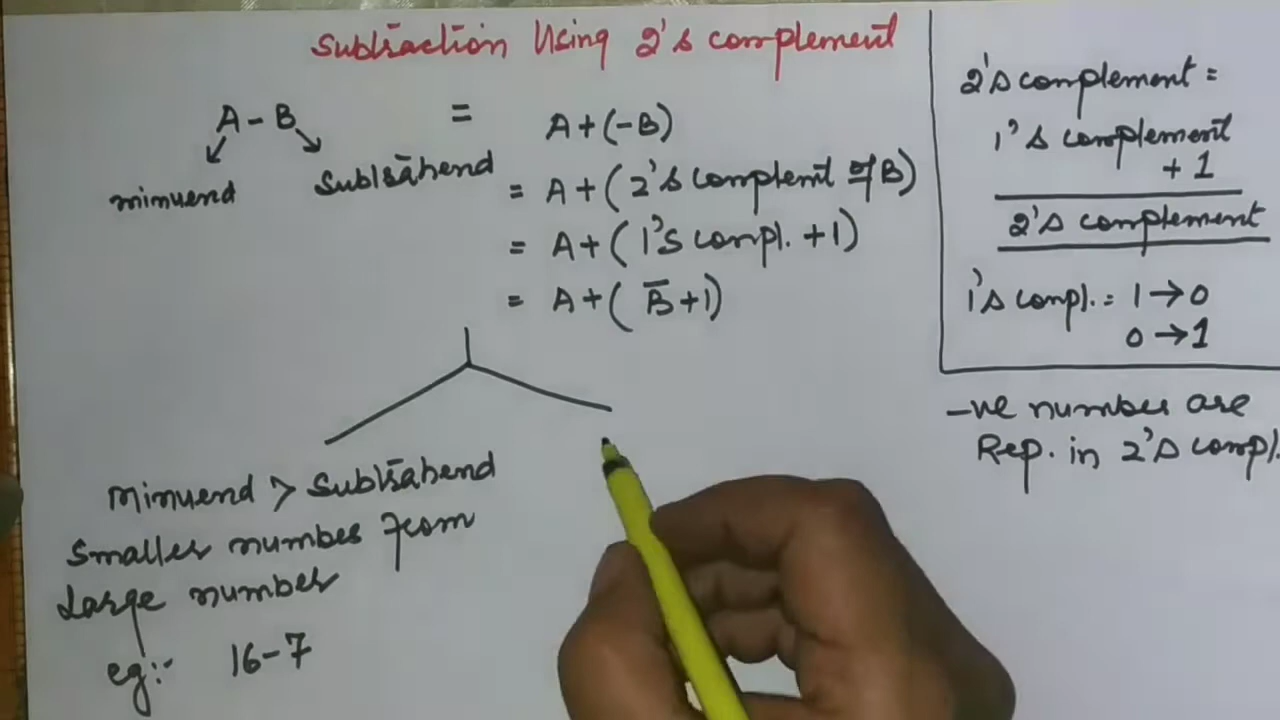 Subtraction Using 2's complement
A - B = A + (-B)
minuend Subtrahend
= A + (2's complemt of B)
= A + (1's compl. + 1)
= A + (B̅ + 1)
Minuend > Subtrahend
Smaller number from
Large number
eg:- 16-7
2's complement =
1's complement
+ 1
2's complement
1's compl. = 1 → 0
0 → 1
-ve number are
Rep. in 2's compl.